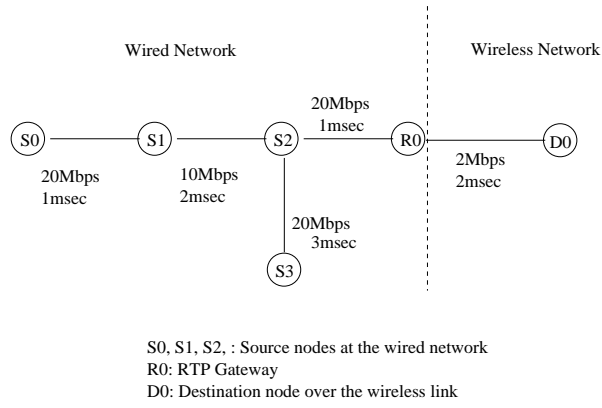 Wired Network
Wireless Network
20Mbps
1msec
S0
S1
S2
R0
D0
20Mbps
1msec
10Mbps
2msec
2Mbps
2msec
20Mbps
3msec
S3
S0, S1, S2, : Source nodes at the wired network
R0: RTP Gateway
D0: Destination node over the wireless link